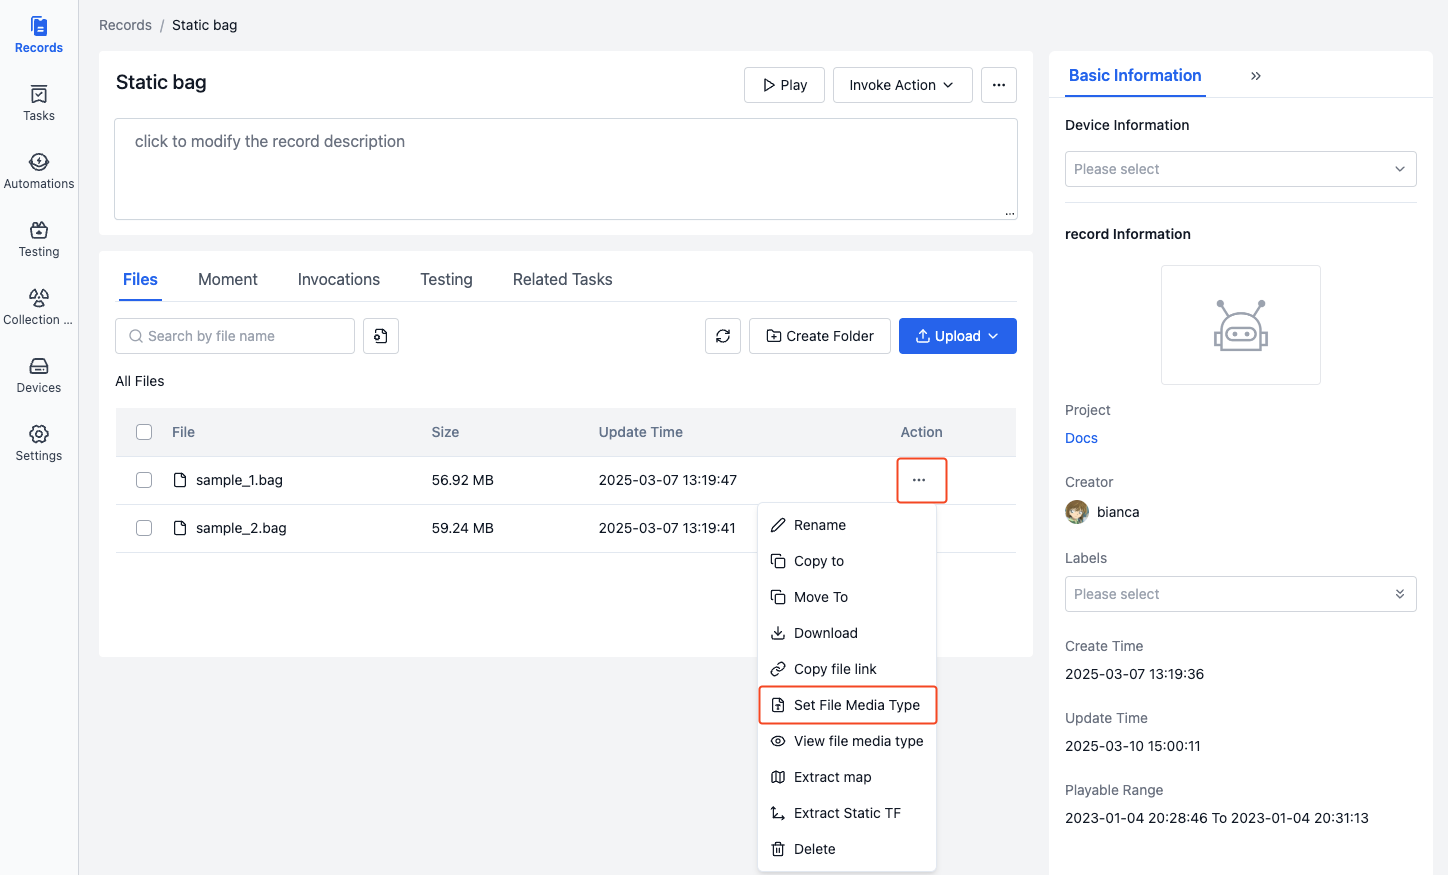 Records
Tasks
Automations
Testing
Collection ...
Devices
Settings
Records / Static bag
Static bag
Play
Invoke Action
click to modify the record description
Files Moment Invocations Testing Related Tasks
Search by file name
Create Folder
Upload
All Files
File Size Update Time Action
sample_1.bag 56.92 MB 2025-03-07 13:19:47
sample_2.bag 59.24 MB 2025-03-07 13:19:41
Rename
Copy to
Move To
Download
Copy file link
Set File Media Type
View file media type
Extract map
Extract Static TF
Delete
Basic Information
Device Information
Please select
record Information
Project
Docs
Creator
bianca
Labels
Please select
Create Time
2025-03-07 13:19:36
Update Time
2025-03-10 15:00:11
Playable Range
2023-01-04 20:28:46 To 2023-01-04 20:31:13